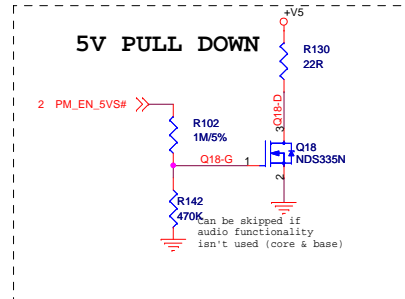 +V5
5V PULL DOWN
R130
22R
2 PM_EN_5VS#
Q18-D
R102
1M/5%
3
Q18
NDS335N
Q18-G
1
2
R142
470K
Can be skipped if
audio functionality
isn't used (core & base)